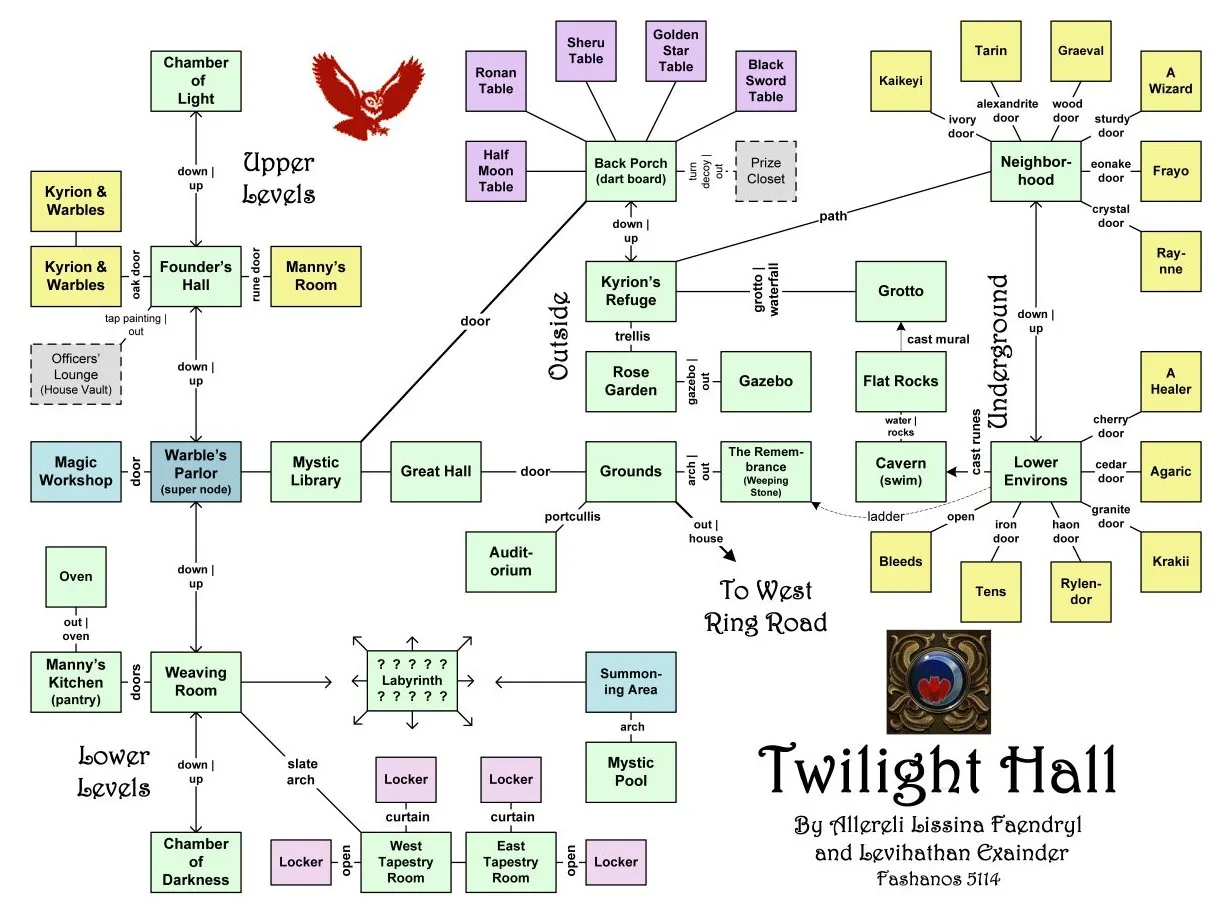 Chamber
of
Light
Upper
Levels
down |
up
Kyrion &
Warbles
Kyrion &
Warbles
oak door
Founder's
Hall
rune door
Manny's
Room
tap painting |
out
Officers'
Lounge
(House Vault)
down |
up
Magic
Workshop
door
Warble's
Parlor
(super node)
Mystic
Library
Great Hall
door
Grounds
arch |
out
The Remem-
brance
(Weeping
Stone)
portcullis
Audit-
orium
out |
house
To West
Ring Road
door
Ronan
Table
Sheru
Table
Golden
Star
Table
Black
Sword
Table
Half
Moon
Table
Back Porch
(dart board)
turn
decoy |
out
Prize
Closet
down |
up
Outside
Kyrion's
Refuge
path
grotto |
waterfall
Grotto
trellis
Rose
Garden
gazebo |
out
Gazebo
cast mural
Flat Rocks
water |
rocks
Cavern
(swim)
cast runes
Kaikeyi
Tarin
Graeval
A
Wizard
ivory
door
alexandrite
door
wood
door
sturdy
door
Neighbor-
hood
eonake
door
Frayo
crystal
door
Ray-
nne
Underground
down |
up
A
Healer
cherry
door
Lower
Environs
cedar
door
Agaric
ladder
open
iron
door
haon
door
granite
door
Bleeds
Tens
Rylen-
dor
Krakii
down |
up
Oven
out |
oven
Manny's
Kitchen
(pantry)
doors
Weaving
Room
? ? ? ? ?
Labyrinth
? ? ? ? ?
Summon-
ing Area
arch
Mystic
Pool
Lower
Levels
down |
up
slate
arch
Chamber
of
Darkness
Locker
curtain
Locker
curtain
Locker
open
West
Tapestry
Room
East
Tapestry
Room
open
Locker
Twilight Hall
By Allereli Lissina Faendryl
and Levihathan Exainder
Fashanos 5114